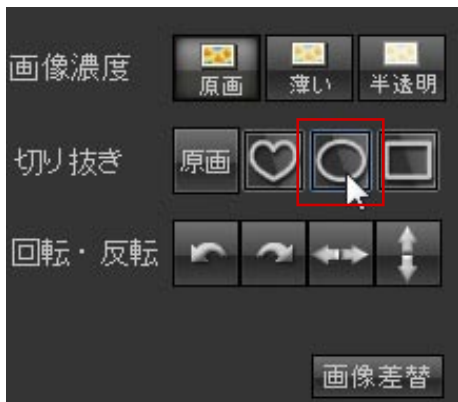 画像濃度 原画 薄い 半透明
切り抜き 原画
回転・反転
画像差替